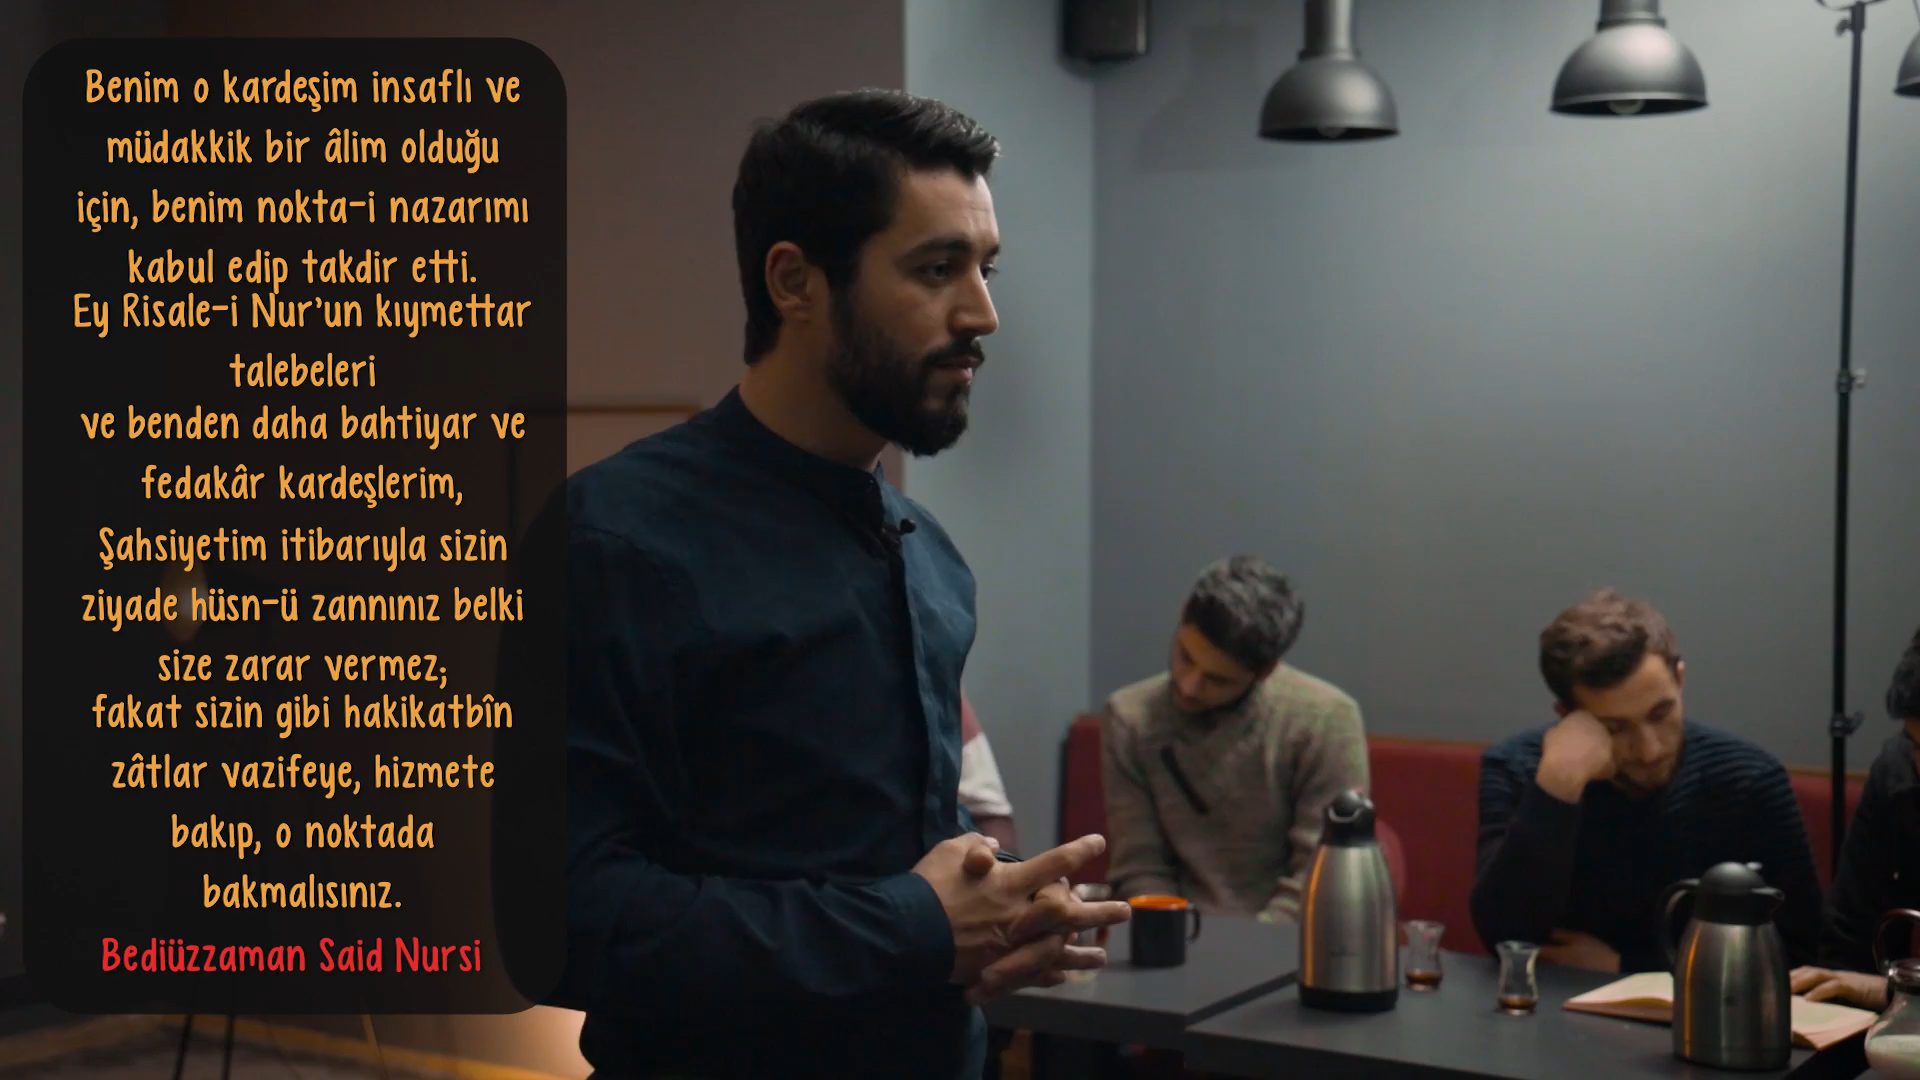 Benim o kardeşim insaflı ve
müdakkik bir âlim olduğu
için, benim nokta-i nazarımı
kabul edip takdir etti.
Ey Risale-i Nur'un kıymettar
talebeleri
ve benden daha bahtiyar ve
fedakâr kardeşlerim,
Şahsiyetim itibarıyla sizin
ziyade hüsn-ü zannınız belki
size zarar vermez;
fakat sizin gibi hakikatbîn
zâtlar vazifeye, hizmete
bakıp, o noktada
bakmalısınız.
Bediüzzaman Said Nursi